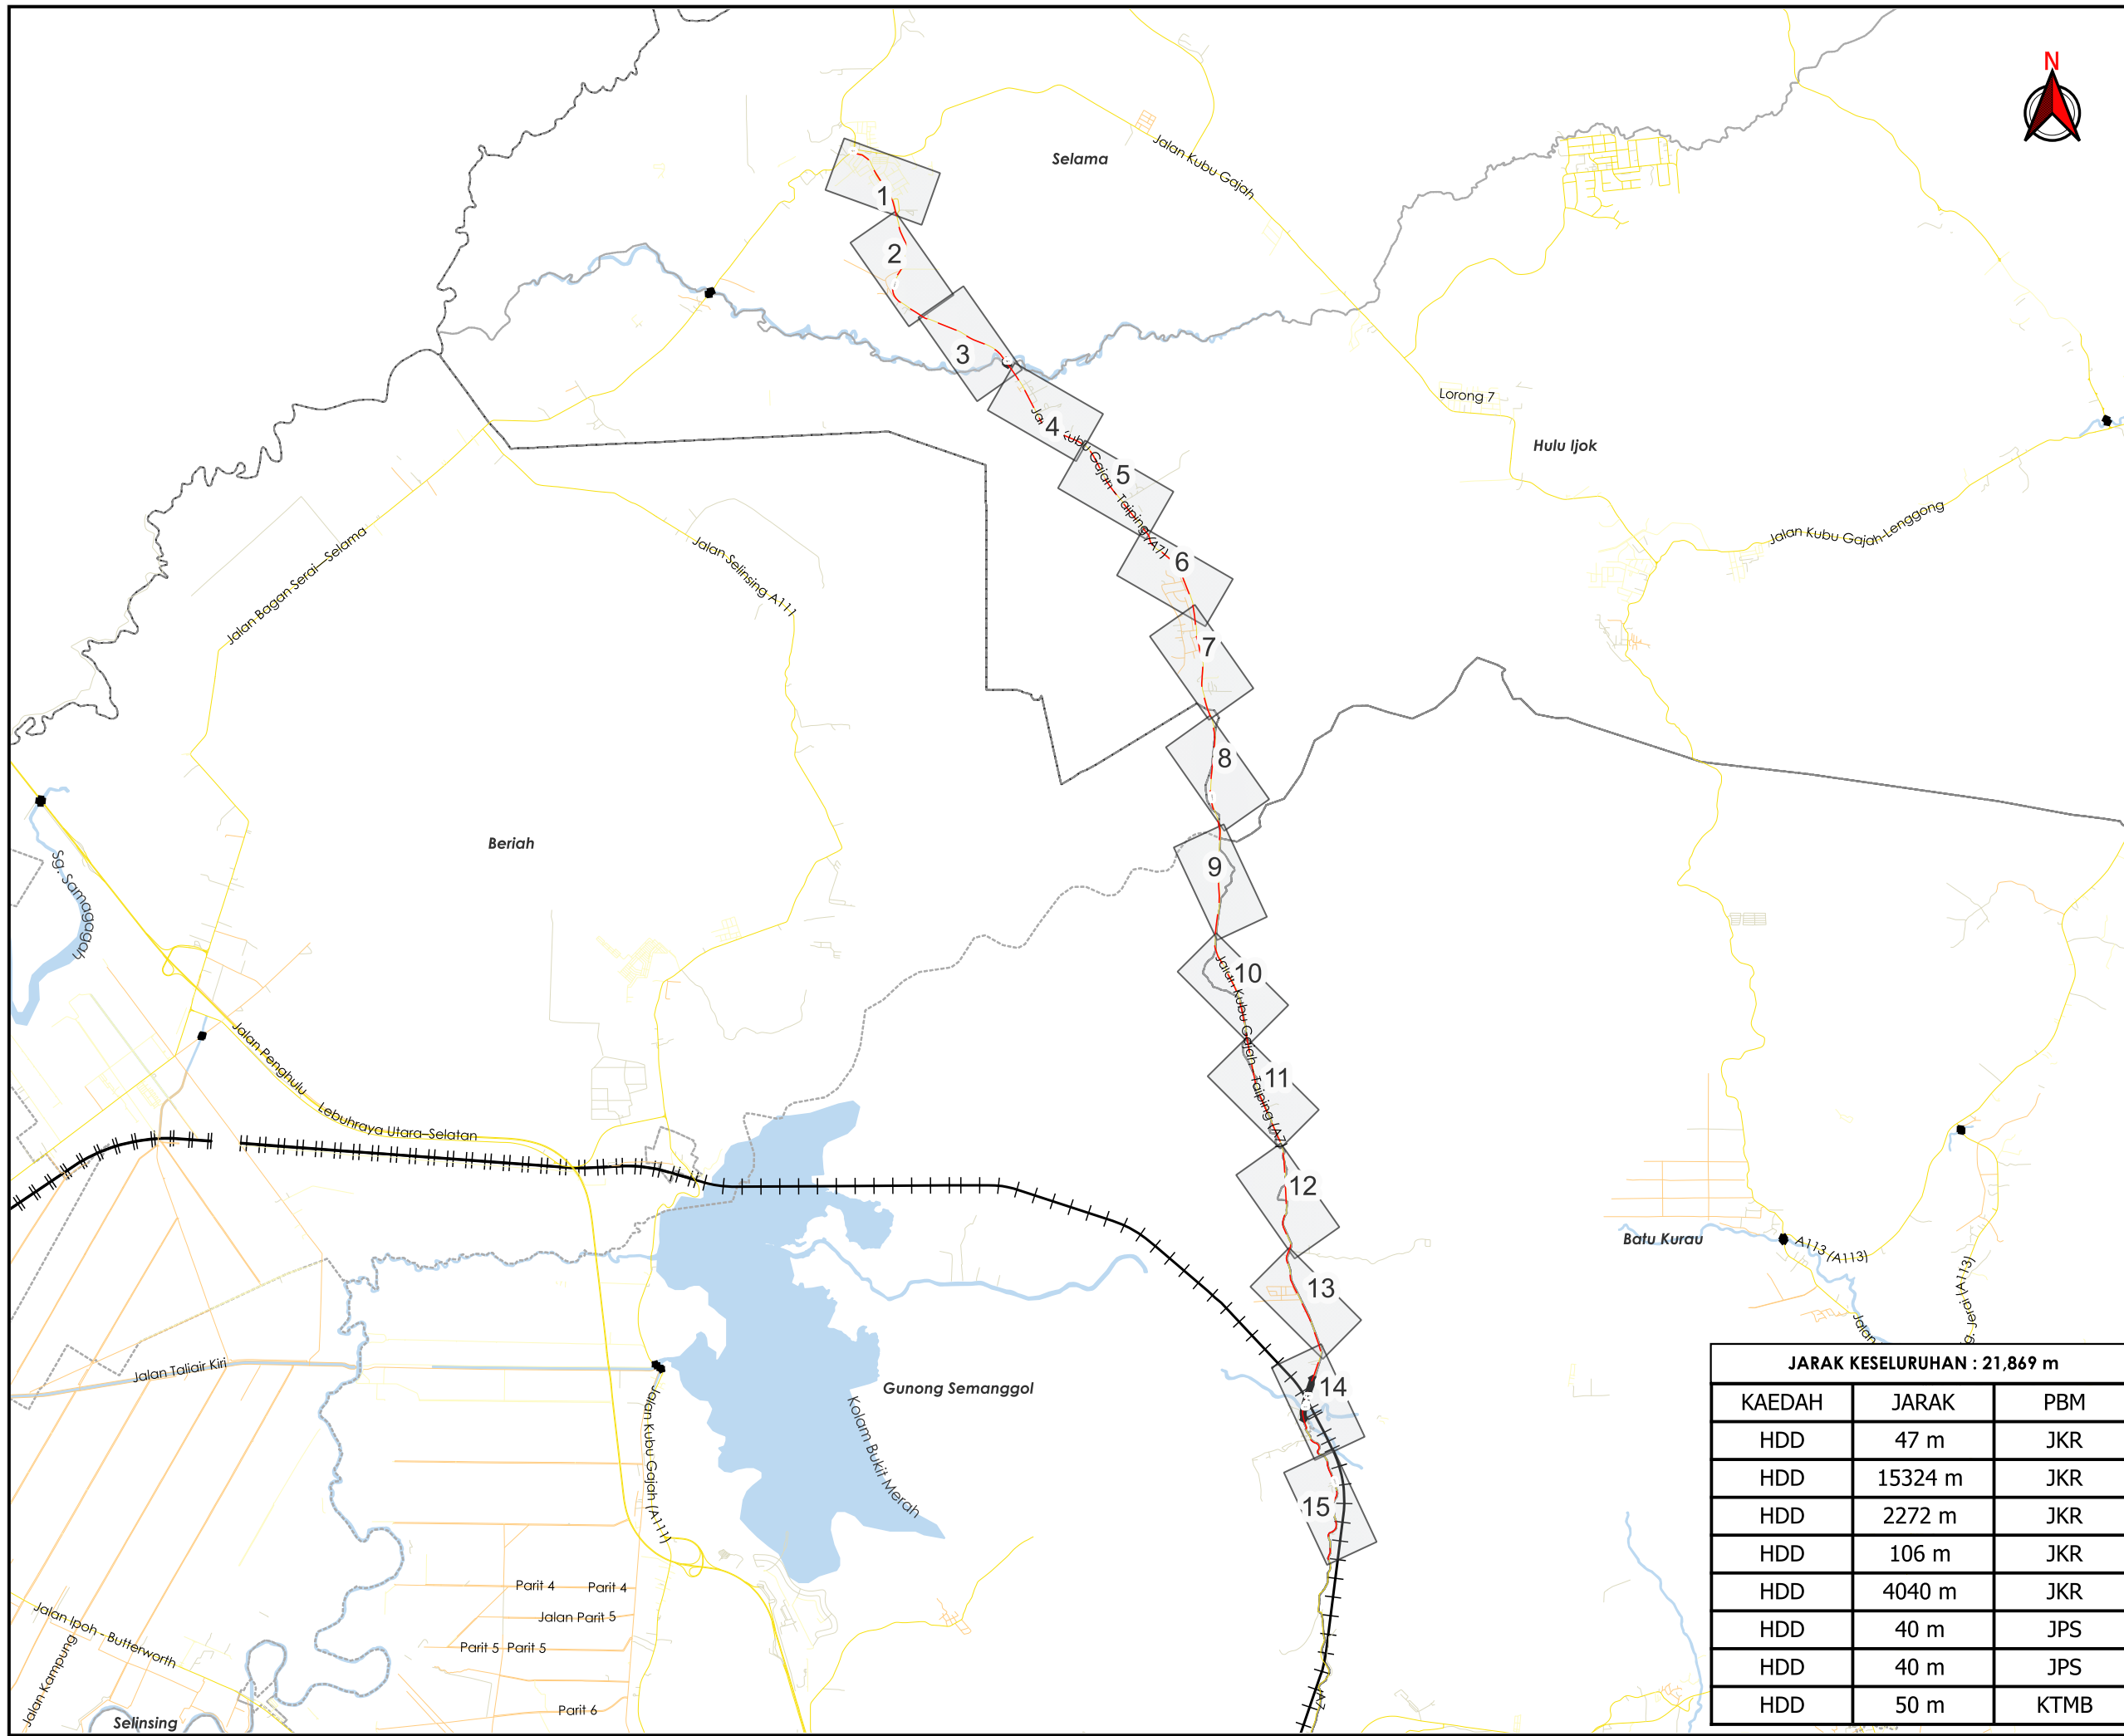 N
Selama
Jalan Kubu Gajah
1
2
3
4
Jalan Kubu Gajah - Taiping (A7)
5
6
7
8
9
10
Jalan Kubu Gajah - Taiping (A7)
11
12
13
14
15
Lorong 7
Hulu Ijok
Jalan Kubu Gajah-Lenggong
Jalan Bagan Serai—Selama
Jalan Selinsing A111
Beriah
Sg. Samagagah
Jalan Penghulu
Lebuhraya Utara–Selatan
Batu Kurau
A113 (A113)
Jalan
Jerai (A113)
Jalan Taliair Kiri
Gunong Semanggol
Kolam Bukit Merah
Jalan Kubu Gajah (A111)
Parit 4
Parit 4
Jalan Parit 5
Parit 5
Parit 5
Parit 6
Jalan Ipoh - Butterworth
Jalan Kampung
Selinsing
A7
JARAK KESELURUHAN : 21,869 m
KAEDAH JARAK PBM
HDD 47 m JKR
HDD 15324 m JKR
HDD 2272 m JKR
HDD 106 m JKR
HDD 4040 m JKR
HDD 40 m JPS
HDD 40 m JPS
HDD 50 m KTMB